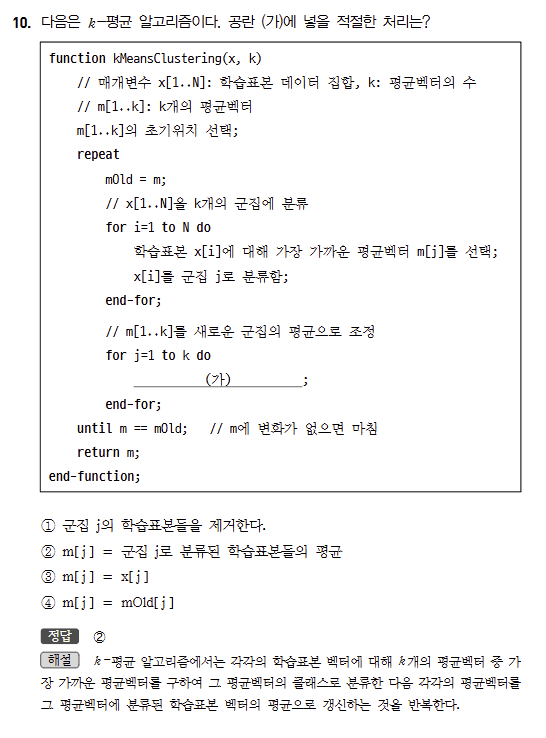 10. 다음은 k-평균 알고리즘이다. 공란 (가)에 넣을 적절한 처리는?
function kMeansClustering(x, k)
// 매개변수 x[1..N]: 학습표본 데이터 집합, k: 평균벡터의 수
// m[1..k]: k개의 평균벡터
m[1..k]의 초기위치 선택;
repeat
mOld = m;
// x[1..N]을 k개의 군집에 분류
for i=1 to N do
학습표본 x[i]에 대해 가장 가까운 평균벡터 m[j]를 선택;
x[i]를 군집 j로 분류함;
end-for;
// m[1..k]를 새로운 군집의 평균으로 조정
for j=1 to k do
(가) ;
end-for;
until m == mOld; // m에 변화가 없으면 마침
return m;
end-function;
① 군집 j의 학습표본들을 제거한다.
② m[j] = 군집 j로 분류된 학습표본들의 평균
③ m[j] = x[j]
④ m[j] = mOld[j]
정답 ②
해설 k-평균 알고리즘에서는 각각의 학습표본 벡터에 대해 k개의 평균벡터 중 가
장 가까운 평균벡터를 구하여 그 평균벡터의 클래스로 분류한 다음 각각의 평균벡터를
그 평균벡터에 분류된 학습표본 벡터의 평균으로 갱신하는 것을 반복한다.